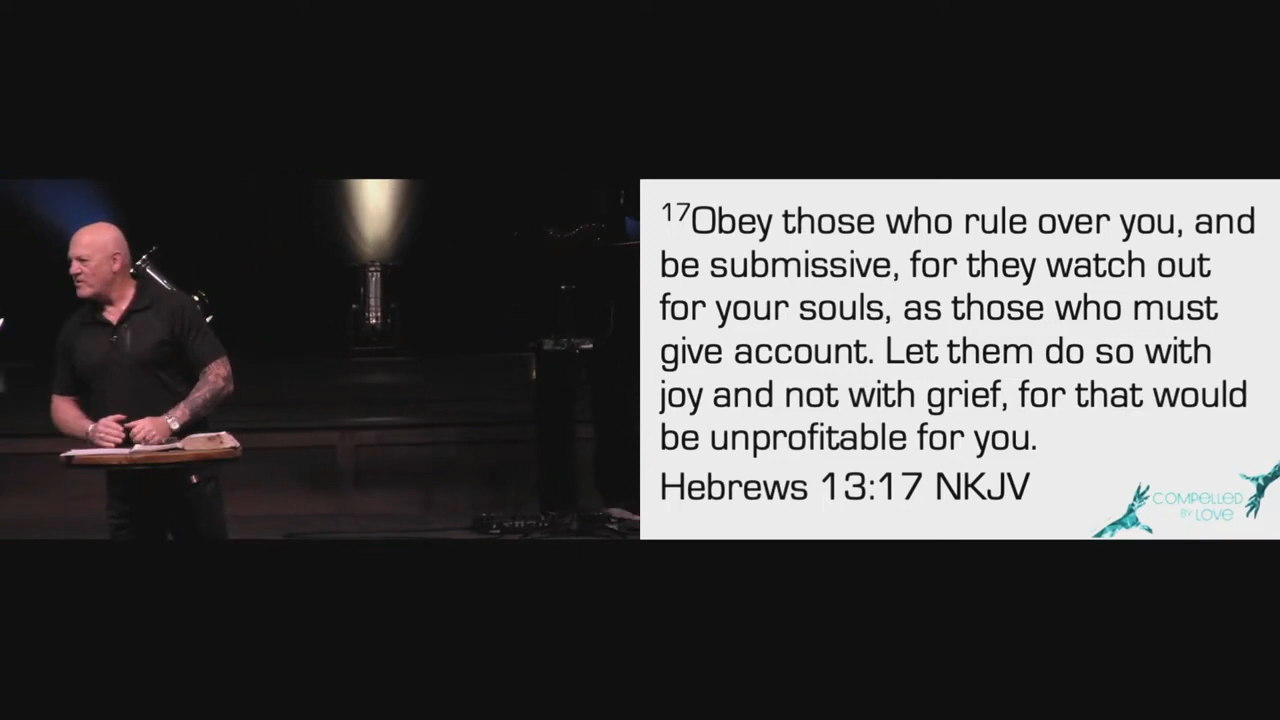 17Obey those who rule over you, and
be submissive, for they watch out
for your souls, as those who must
give account. Let them do so with
joy and not with grief, for that would
be unprofitable for you.
Hebrews 13:17 NKJV
COMPELLED
BY LOVE